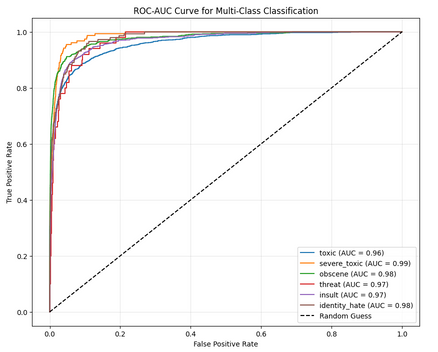 ROC-AUC Curve for Multi-Class Classification
True Positive Rate
1.0
0.8
0.6
0.4
0.2
0.0
0.0
0.2
0.4
0.6
0.8
1.0
False Positive Rate
toxic (AUC = 0.96)
severe_toxic (AUC = 0.99)
obscene (AUC = 0.98)
threat (AUC = 0.97)
insult (AUC = 0.97)
identity_hate (AUC = 0.98)
Random Guess